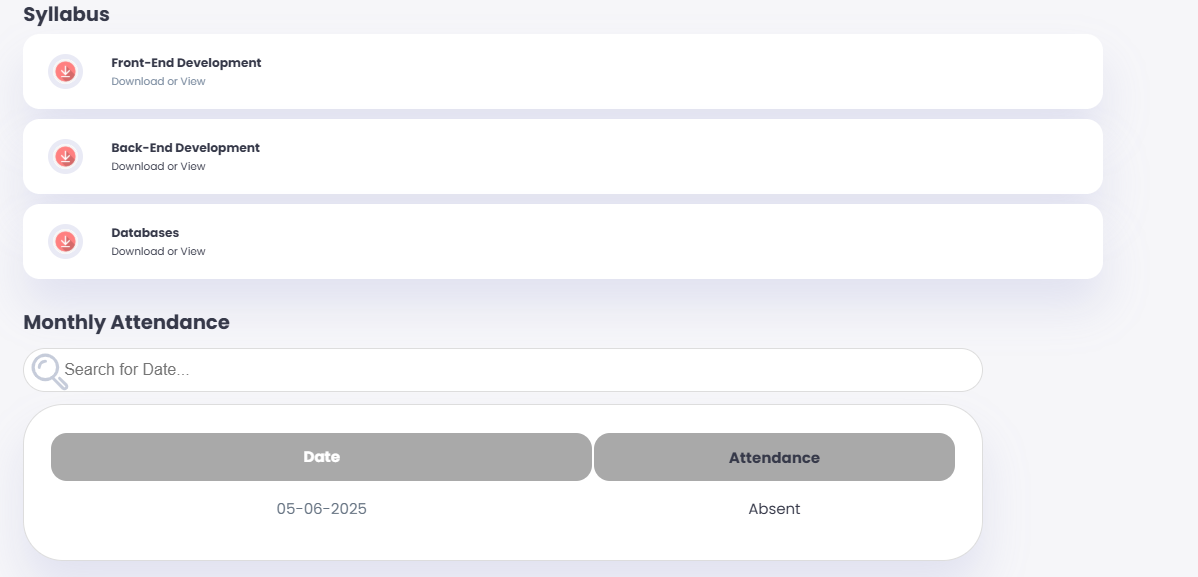 Syllabus
Front-End Development
Download or View
Back-End Development
Download or View
Databases
Download or View
Monthly Attendance
Search for Date...
Date Attendance
05-06-2025 Absent